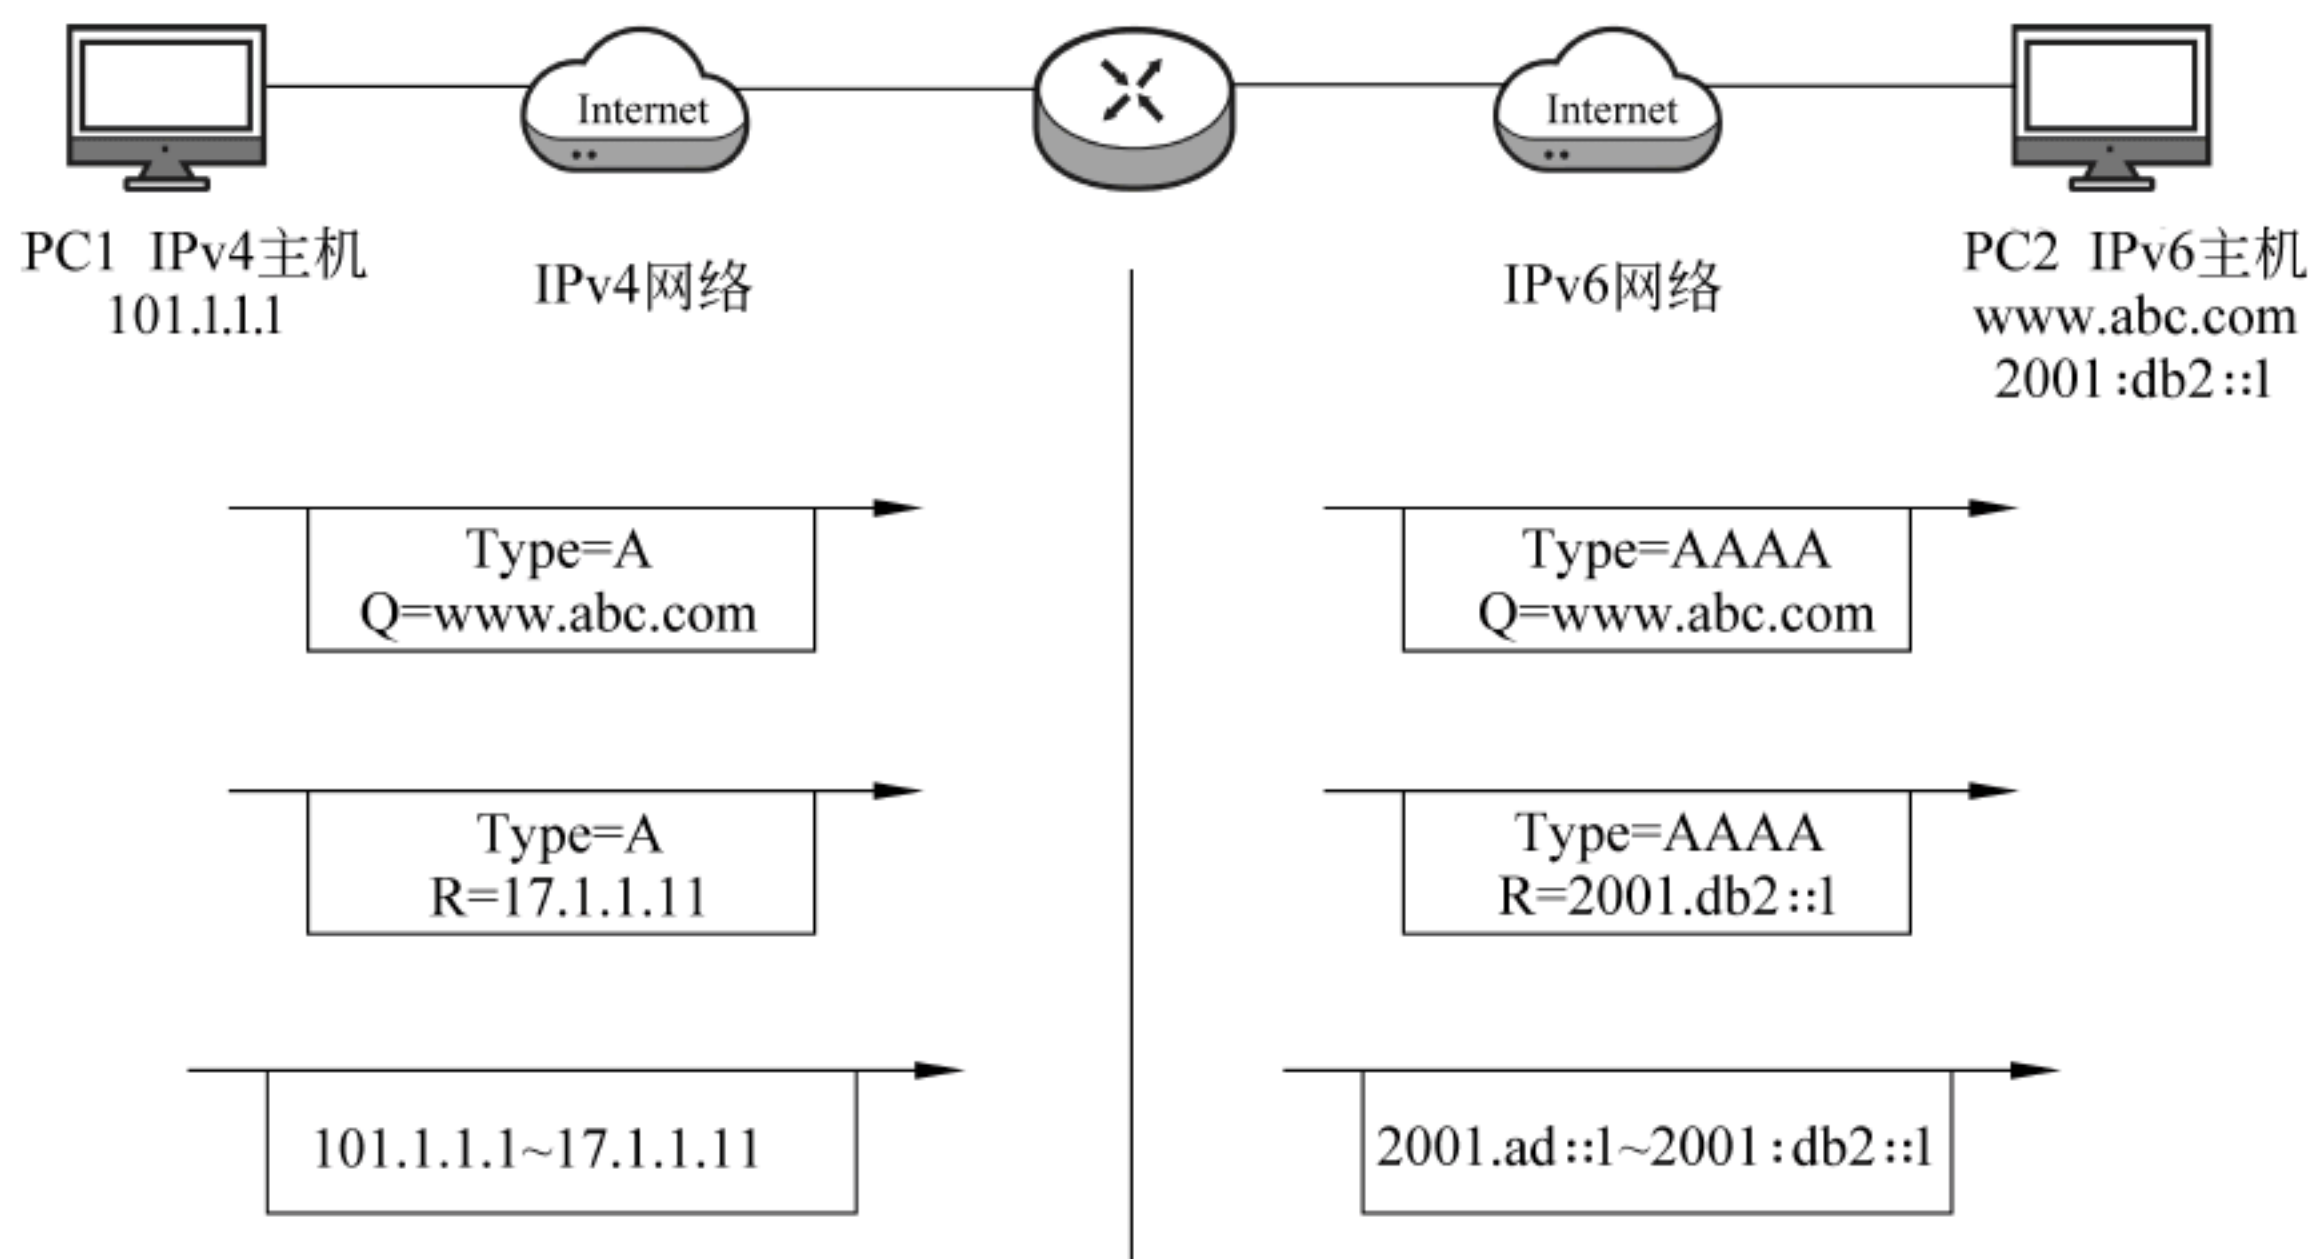 Internet
Internet
PC1 IPv4主机
101.1.1.1
IPv4网络
IPv6网络
PC2 IPv6主机
www.abc.com
2001:db2::1
Type=A
Q=www.abc.com
Type=AAAA
Q=www.abc.com
Type=A
R=17.1.1.11
Type=AAAA
R=2001.db2::1
101.1.1.1~17.1.1.11
2001.ad::1~2001:db2::1